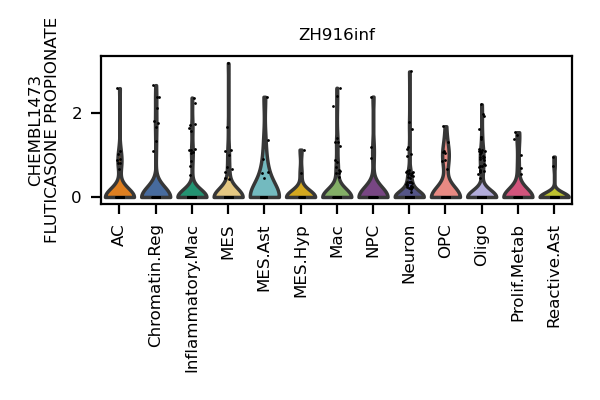 ZH916inf
CHEMBL1473
FLUTICASONE PROPIONATE
2
0
AC
Chromatin.Reg
Inflammatory.Mac
MES
MES.Ast
MES.Hyp
Mac
NPC
Neuron
OPC
Oligo
Prolif.Metab
Reactive.Ast